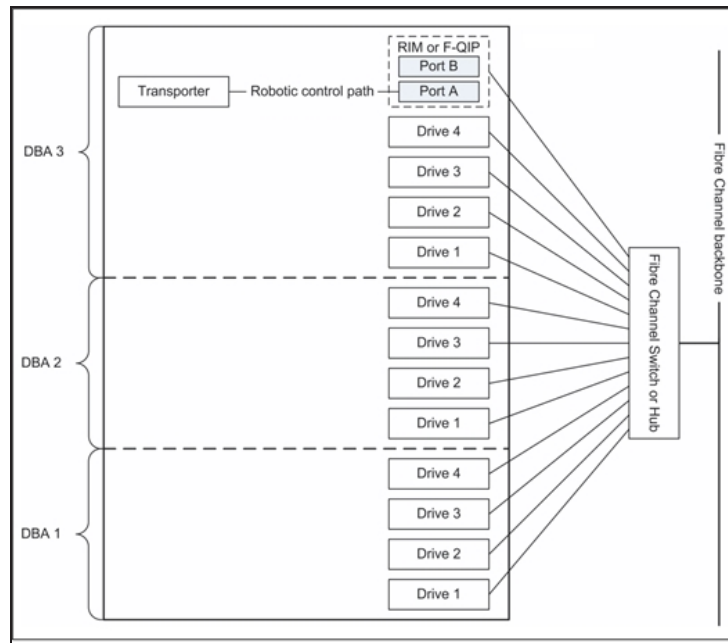 RIM or F-QIP
Port B
Transporter
Robotic control path
Port A
DBA 3
Drive 4
Drive 3
Drive 2
Drive 1
DBA 2
Drive 4
Drive 3
Drive 2
Drive 1
DBA 1
Drive 4
Drive 3
Drive 2
Drive 1
Fibre Channel Switch or Hub
Fibre Channel backbone